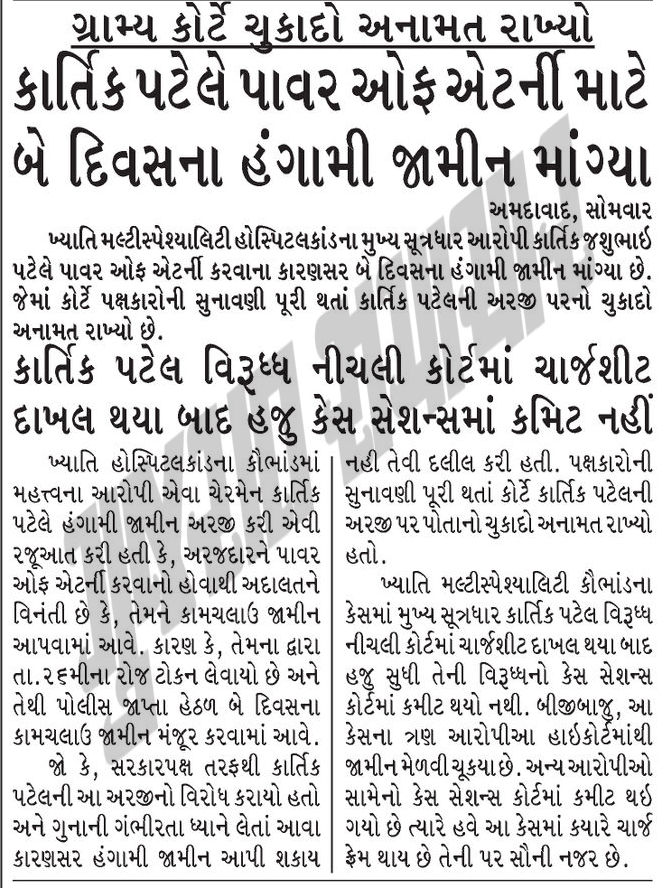 ગ્રામ્ય કોર્ટે ચુકાદો અનામત રાખ્યો
કાર્તિક પટેલે પાવર ઓફ એટર્ની માટે
બે દિવસના હંગામી જામીન માંગ્યા
અમદાવાદ, સોમવાર
ખ્યાતિ મલ્ટીસ્પેશ્યાલિટી હોસ્પિટલકાંડના મુખ્ય સૂત્રધાર આરોપી કાર્તિક જશુભાઇ
પટેલે પાવર ઓફ એટર્ની કરવાના કારણસર બે દિવસના હંગામી જામીન માંગ્યા છે.
જેમાં કોર્ટે પક્ષકારોની સુનાવણી પૂરી થતાં કાર્તિક પટેલની અરજી પરનો ચુકાદો
અનામત રાખ્યો છે.
કાર્તિક પટેલ વિરૂધ્ધ નીચલી કોર્ટમાં ચાર્જશીટ
દાખલ થયા બાદ હજુ કેસ સેશન્સમાં કમિટ નહીં
ખ્યાતિ હોસ્પિટલકાંડના કૌભાંડમાં
મહત્ત્વના આરોપી એવા ચેરમેન કાર્તિક
પટેલે હંગામી જામીન અરજી કરી એવી
રજૂઆત કરી હતી કે, અરજદારને પાવર
ઓફ એટર્ની કરવાનો હોવાથી અદાલતને
વિનંતી છે કે, તેમને કામચલાઉ જામીન
આપવામાં આવે. કારણ કે, તેમના દ્વારા
તા.૨૬મીના રોજ ટોકન લેવાયો છે અને
તેથી પોલીસ જાપ્તા હેઠળ બે દિવસના
કામચલાઉ જામીન મંજૂર કરવામાં આવે.
જો કે, સરકારપક્ષ તરફથી કાર્તિક
પટેલની આ અરજીનો વિરોધ કરાયો હતો
અને ગુનાની ગંભીરતા ધ્યાને લેતાં આવા
કારણસર હંગામી જામીન આપી શકાય
નહી તેવી દલીલ કરી હતી. પક્ષકારોની
સુનાવણી પૂરી થતાં કોર્ટે કાર્તિક પટેલની
અરજી પર પોતાનો ચુકાદો અનામત રાખ્યો
હતો.
ખ્યાતિ મલ્ટીસ્પેશ્યાલિટી કૌભાંડના
કેસમાં મુખ્ય સૂત્રધાર કાર્તિક પટેલ વિરૂધ્ધ
નીચલી કોર્ટમાં ચાર્જશીટ દાખલ થયા બાદ
હજુ સુધી તેની વિરૂધ્ધનો કેસ સેશન્સ
કોર્ટમાં કમીટ થયો નથી. બીજીબાજુ, આ
કેસના ત્રણ આરોપીઆ હાઇકોર્ટમાંથી
જામીન મેળવી ચૂકયા છે. અન્ય આરોપીઓ
સામેનો કેસ સેશન્સ કોર્ટમાં કમીટ થઇ
ગયો છે ત્યારે હવે આ કેસમાં કયારે ચાર્જ
ફ્રેમ થાય છે તેની પર સૌની નજર છે.